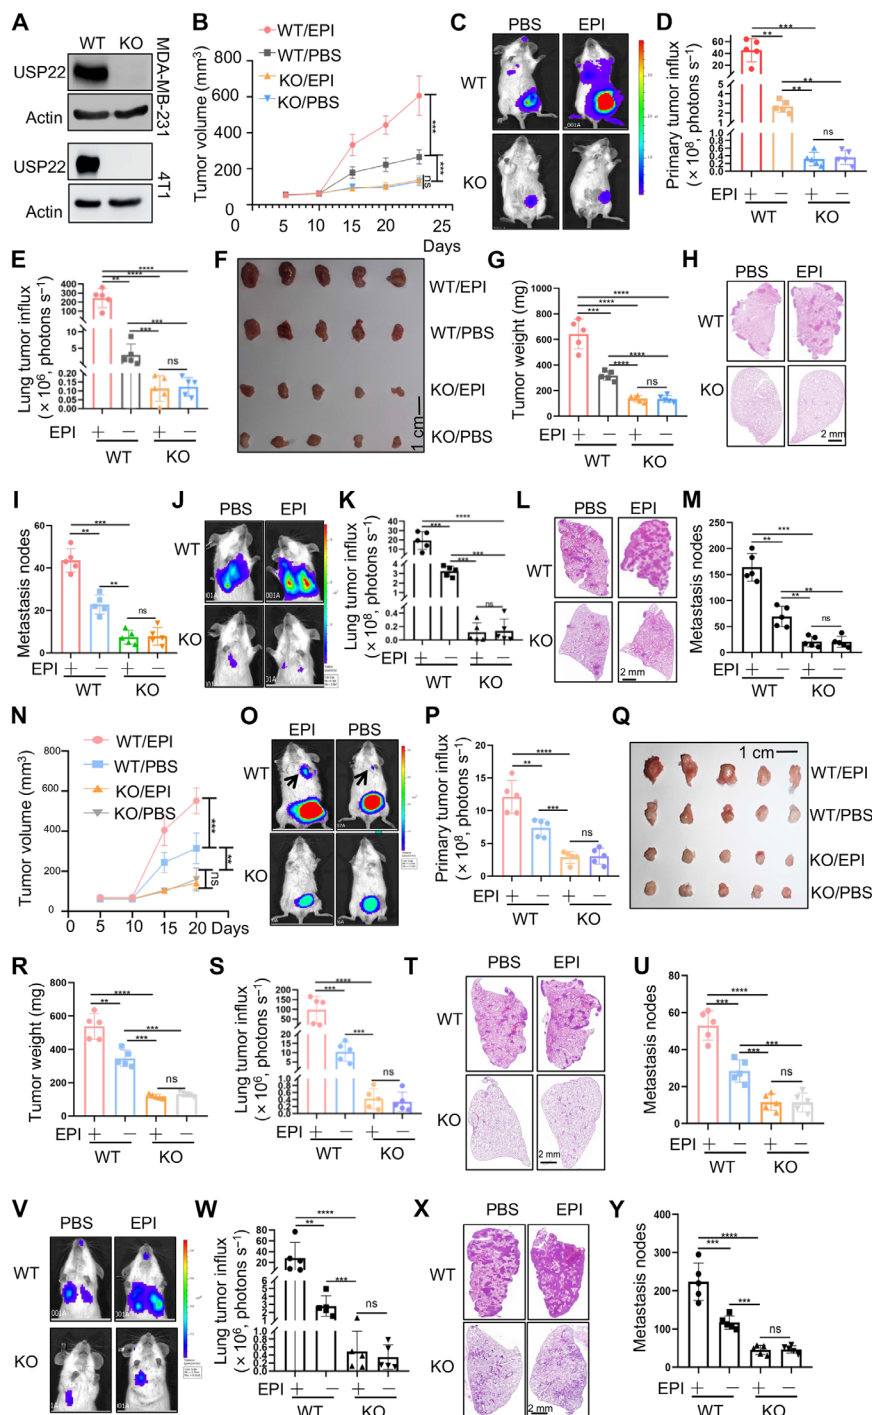 A
WT KO
USP22
Actin
MDA-MB-231
USP22
Actin
4T1
B
WT/EPI
WT/PBS
KO/EPI
KO/PBS
Tumor volume (mm³)
800
600
400
200
0
0 5 10 15 20 25
Days
***
***
ns
C
PBS EPI
WT
KO
D
Primary tumor influx
(× 10⁸, photons s⁻¹)
80
60
40
20
5
4
3
2
1
0.8
0.6
0.4
0.2
0.0
***
**
**
**
ns
EPI + − + −
WT KO
E
Lung tumor influx
(× 10⁶, photons s⁻¹)
400
300
200
100
10
5
0.20
0.15
0.10
0.05
0.00
****
****
**
***
***
ns
EPI + − + −
WT KO
F
WT/EPI
WT/PBS
KO/EPI
KO/PBS
1 cm
G
Tumor weight (mg)
1000
800
600
400
200
0
****
****
***
****
****
ns
EPI + − + −
WT KO
H
PBS EPI
WT
KO
2 mm
I
Metastasis nodes
60
40
20
0
***
**
**
ns
EPI + − + −
WT KO
J
PBS EPI
WT
KO
K
Lung tumor influx
(× 10⁸, photons s⁻¹)
40
30
20
10
4
3
2
1
0.4
0.2
0.0
****
***
***
***
ns
EPI + − + −
WT KO
L
PBS EPI
WT
KO
2 mm
M
Metastasis nodes
250
200
150
100
50
0
***
**
**
**
ns
EPI + − + −
WT KO
N
WT/EPI
WT/PBS
KO/EPI
KO/PBS
Tumor volume (mm³)
800
600
400
200
0
0 5 10 15 20 Days
***
**
ns
O
EPI PBS
WT
KO
P
Primary tumor influx
(× 10⁸, photons s⁻¹)
20
15
10
5
0
****
**
***
ns
EPI + − + −
WT KO
Q
1 cm
WT/EPI
WT/PBS
KO/EPI
KO/PBS
R
Tumor weight (mg)
800
600
400
200
0
****
**
***
***
ns
EPI + − + −
WT KO
S
Lung tumor influx
(× 10⁶, photons s⁻¹)
200
150
100
50
20
15
10
5
1.0
0.8
0.6
0.4
0.2
0.0
****
***
***
ns
EPI + − + −
WT KO
T
PBS EPI
WT
KO
2 mm
U
Metastasis nodes
80
60
40
20
0
****
***
***
***
ns
EPI + − + −
WT KO
V
PBS EPI
WT
KO
W
Lung tumor influx
(× 10⁶, photons s⁻¹)
80
60
40
20
6
5
4
3
2
1
0.8
0.6
0.4
0.2
0.0
****
**
***
ns
EPI + − + −
WT KO
X
PBS EPI
WT
KO
2 mm
Y
Metastasis nodes
400
300
200
100
0
****
***
***
ns
EPI + − + −
WT KO